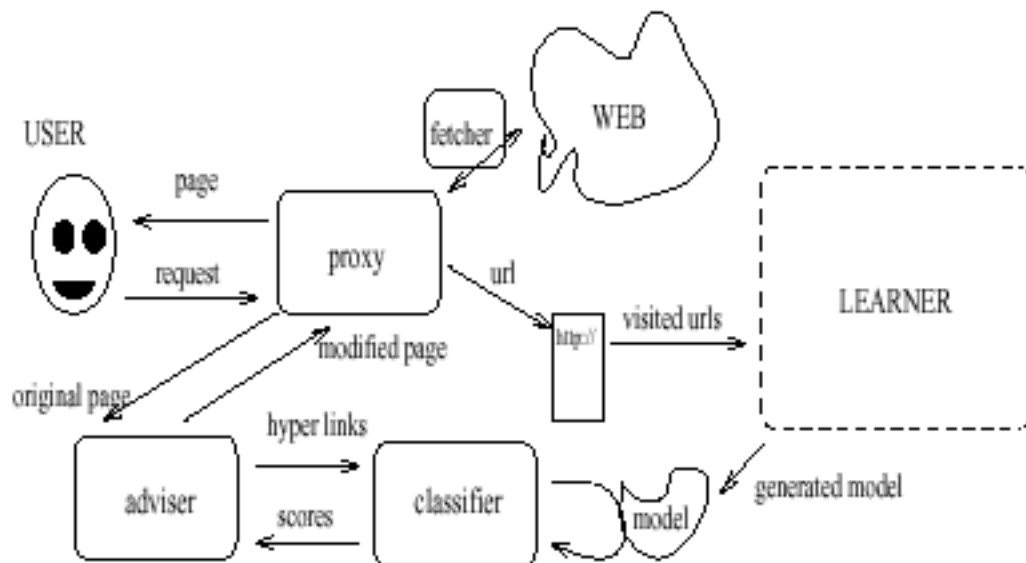 WEB
fetcher
USER
page
proxy
request
url
LEARNER
visited urls
http://
modified page
original page
hyper links
adviser
classifier
scores
model
generated model